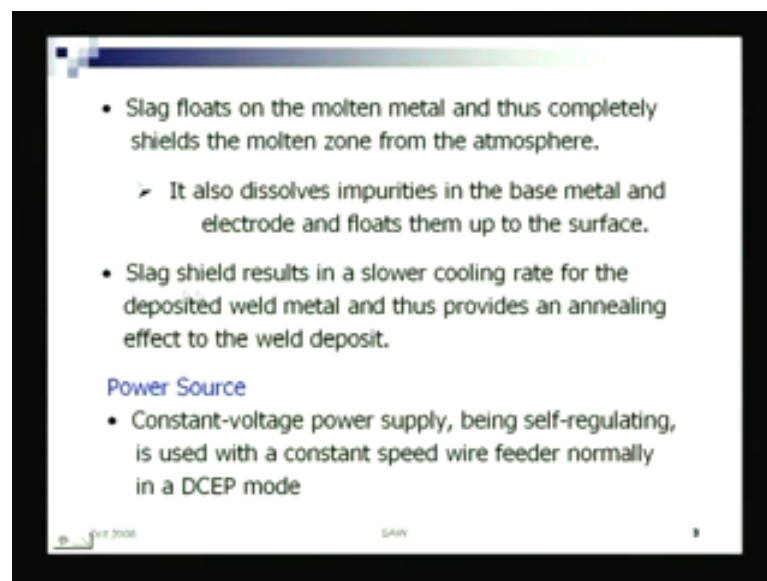 • Slag floats on the molten metal and thus completely
shields the molten zone from the atmosphere.
➢ It also dissolves impurities in the base metal and
electrode and floats them up to the surface.
• Slag shield results in a slower cooling rate for the
deposited weld metal and thus provides an annealing
effect to the weld deposit.
Power Source
• Constant-voltage power supply, being self-regulating,
is used with a constant speed wire feeder normally
in a DCEP mode
SAW